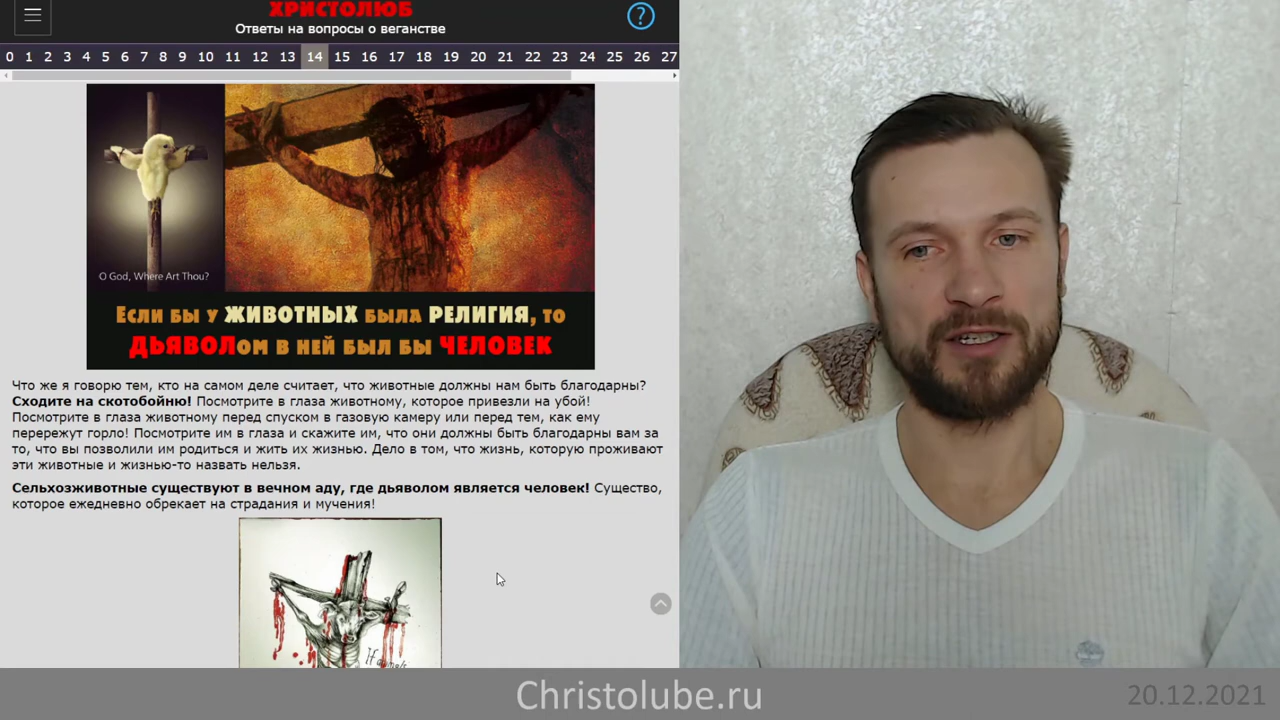 ХРИСТОЛЮБ
Ответы на вопросы о веганстве
?
0 1 2 3 4 5 6 7 8 9 10 11 12 13 14 15 16 17 18 19 20 21 22 23 24 25 26 27
O God, Where Art Thou?
Если бы у ЖИВОТНЫХ была РЕЛИГИЯ, то
ДЬЯВОЛом в ней был бы ЧЕЛОВЕК
Что же я говорю тем, кто на самом деле считает, что животные должны нам быть благодарны?
Сходите на скотобойню! Посмотрите в глаза животному, которое привезли на убой!
Посмотрите в глаза животному перед спуском в газовую камеру или перед тем, как ему
перережут горло! Посмотрите им в глаза и скажите им, что они должны быть благодарны вам за
то, что вы позволили им родиться и жить их жизнью. Дело в том, что жизнь, которую проживают
эти животные и жизнью-то назвать нельзя.
Сельхозживотные существуют в вечном аду, где дьяволом является человек! Существо,
которое ежедневно обрекает на страдания и мучения!
If
Christolube.ru
20.12.2021